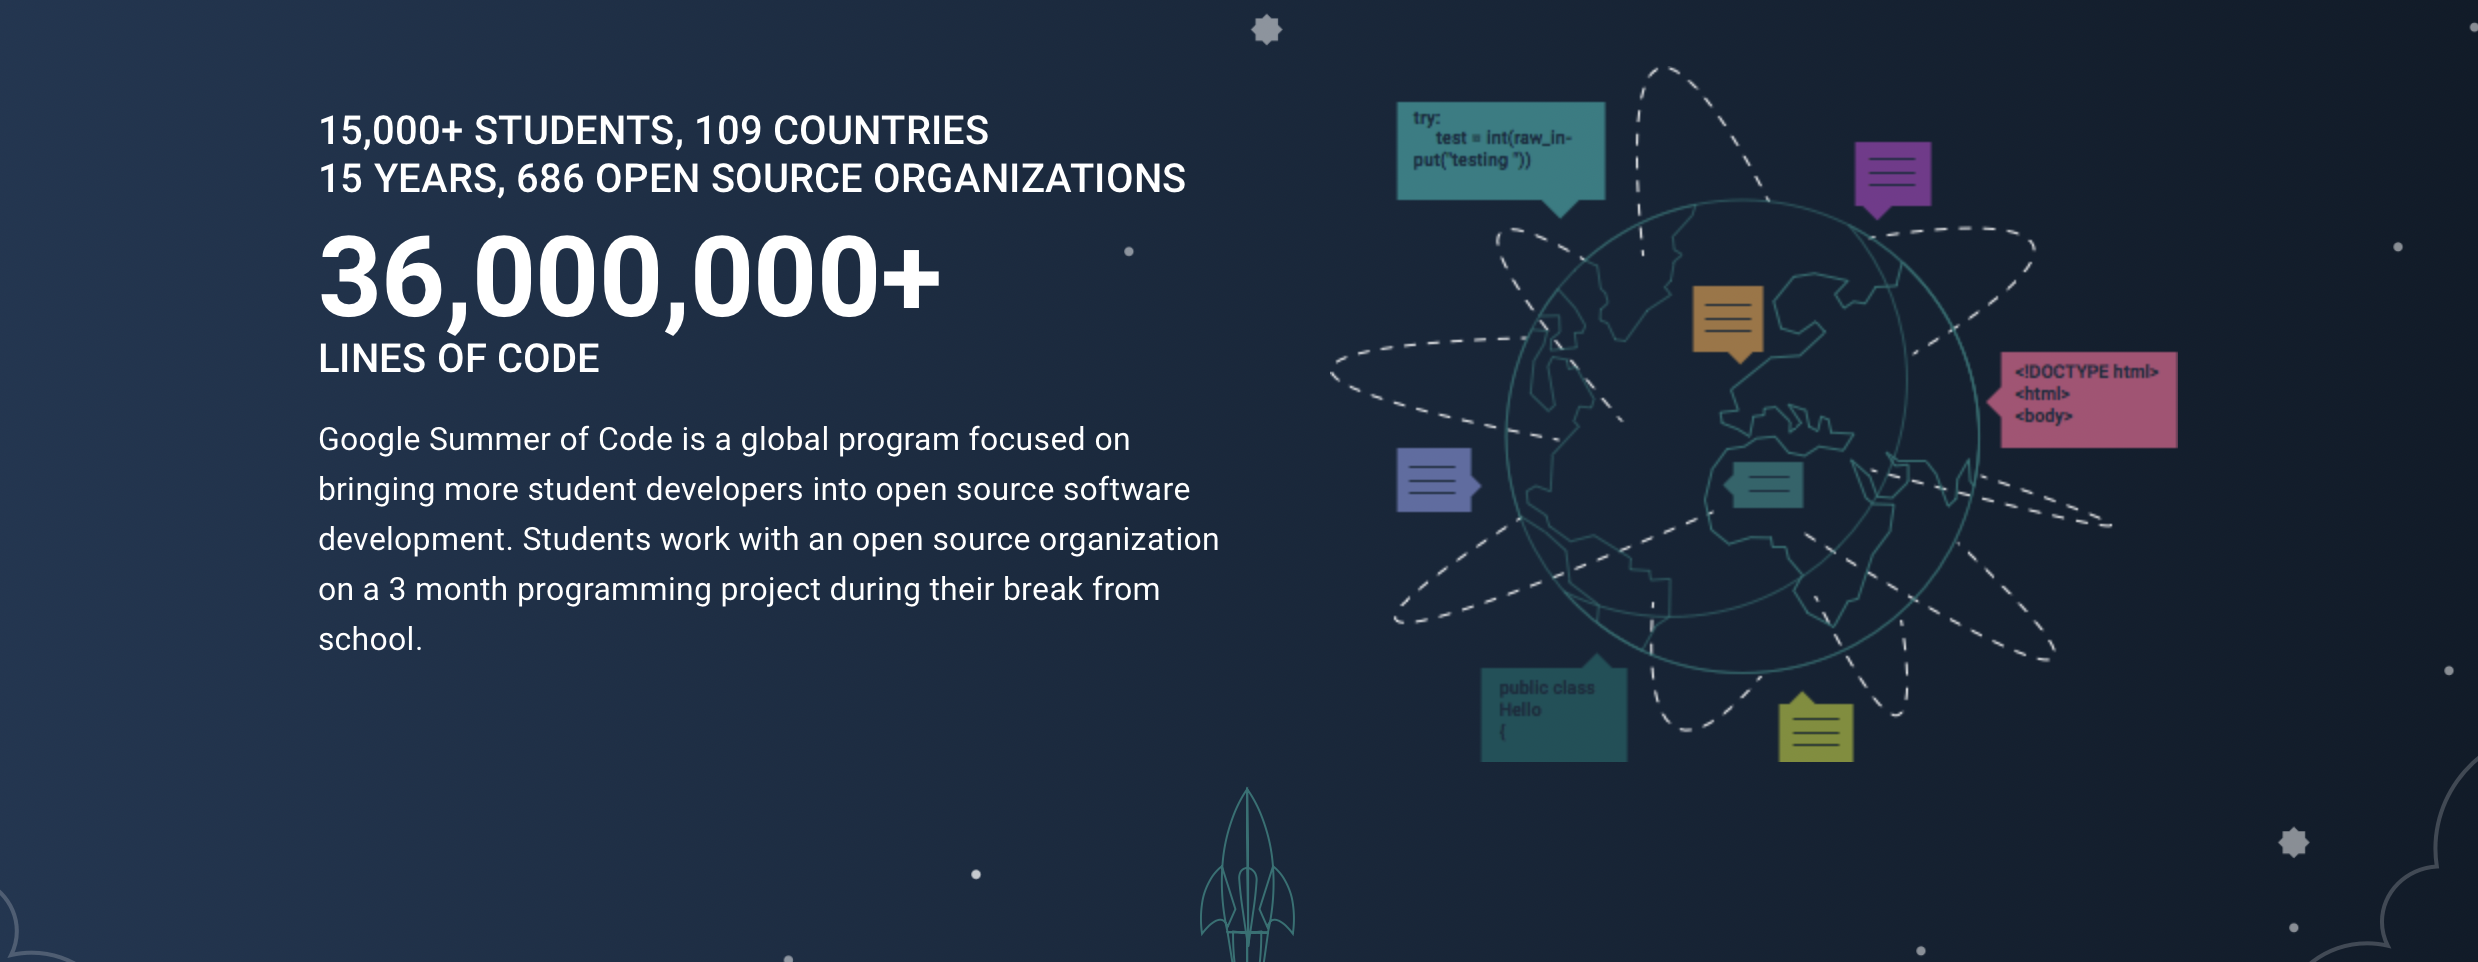 15,000+ STUDENTS, 109 COUNTRIES
15 YEARS, 686 OPEN SOURCE ORGANIZATIONS
36,000,000+
LINES OF CODE
Google Summer of Code is a global program focused on
bringing more student developers into open source software
development. Students work with an open source organization
on a 3 month programming project during their break from
school.
try:
test = int(raw_in-
put("testing "))
<!DOCTYPE html>
<html>
<body>
public class
Hello
{